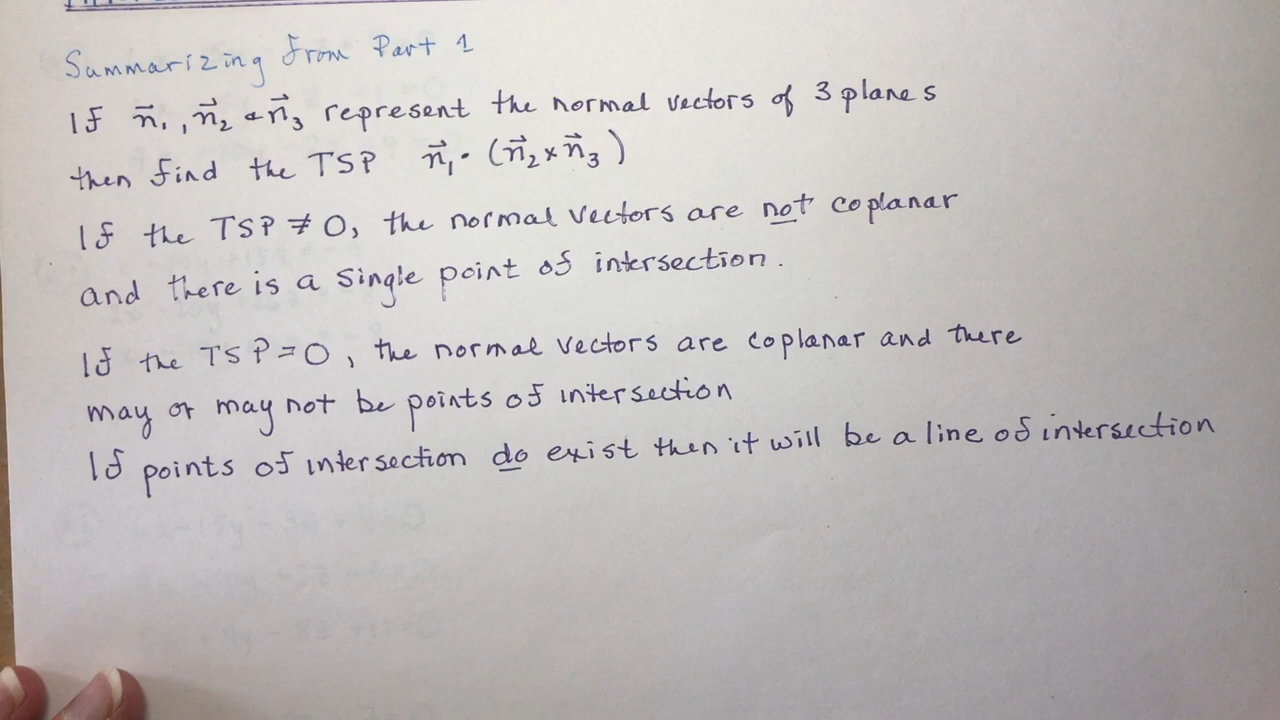 Summarizing from Part 1
If n⃗₁, n⃗₂ & n⃗₃ represent the normal vectors of 3 planes
then find the TSP n⃗₁ · (n⃗₂ × n⃗₃)
If the TSP ≠ 0, the normal vectors are not coplanar
and there is a single point of intersection.
If the TSP = 0, the normal vectors are coplanar and there
may or may not be points of intersection
If points of intersection do exist then it will be a line of intersection